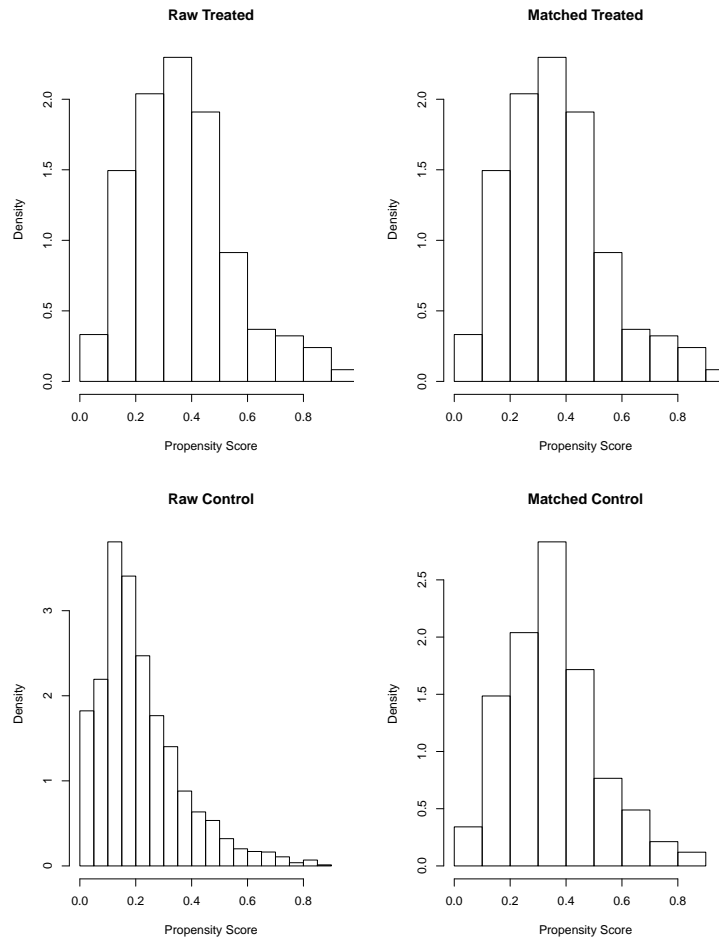 Raw Treated
Density
0.0 0.5 1.0 1.5 2.0
0.0 0.2 0.4 0.6 0.8
Propensity Score
Matched Treated
Density
0.0 0.5 1.0 1.5 2.0
0.0 0.2 0.4 0.6 0.8
Propensity Score
Raw Control
Density
0 1 2 3
0.0 0.2 0.4 0.6 0.8
Propensity Score
Matched Control
Density
0.0 0.5 1.0 1.5 2.0 2.5
0.0 0.2 0.4 0.6 0.8
Propensity Score